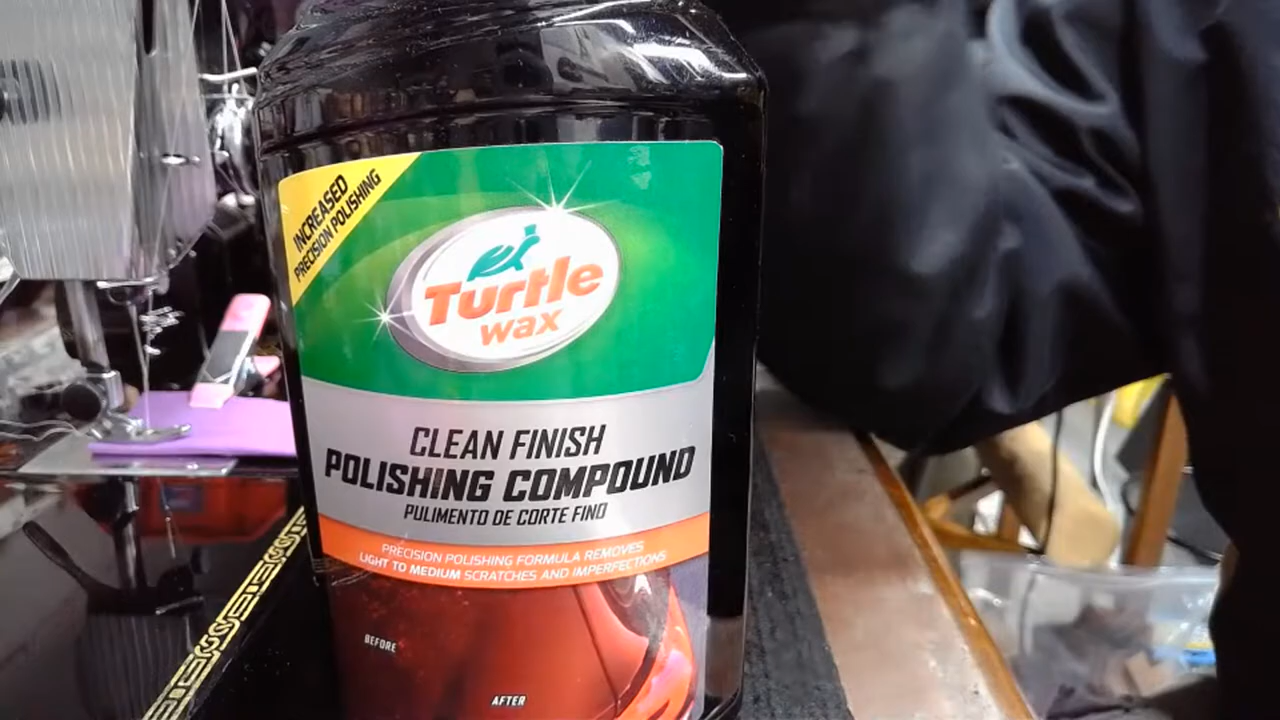 INCREASED
PRECISION POLISHING
Turtle
wax
CLEAN FINISH
POLISHING COMPOUND
PULIMENTO DE CORTE FINO
PRECISION POLISHING FORMULA REMOVES
LIGHT TO MEDIUM SCRATCHES AND IMPERFECTIONS
BEFORE
AFTER